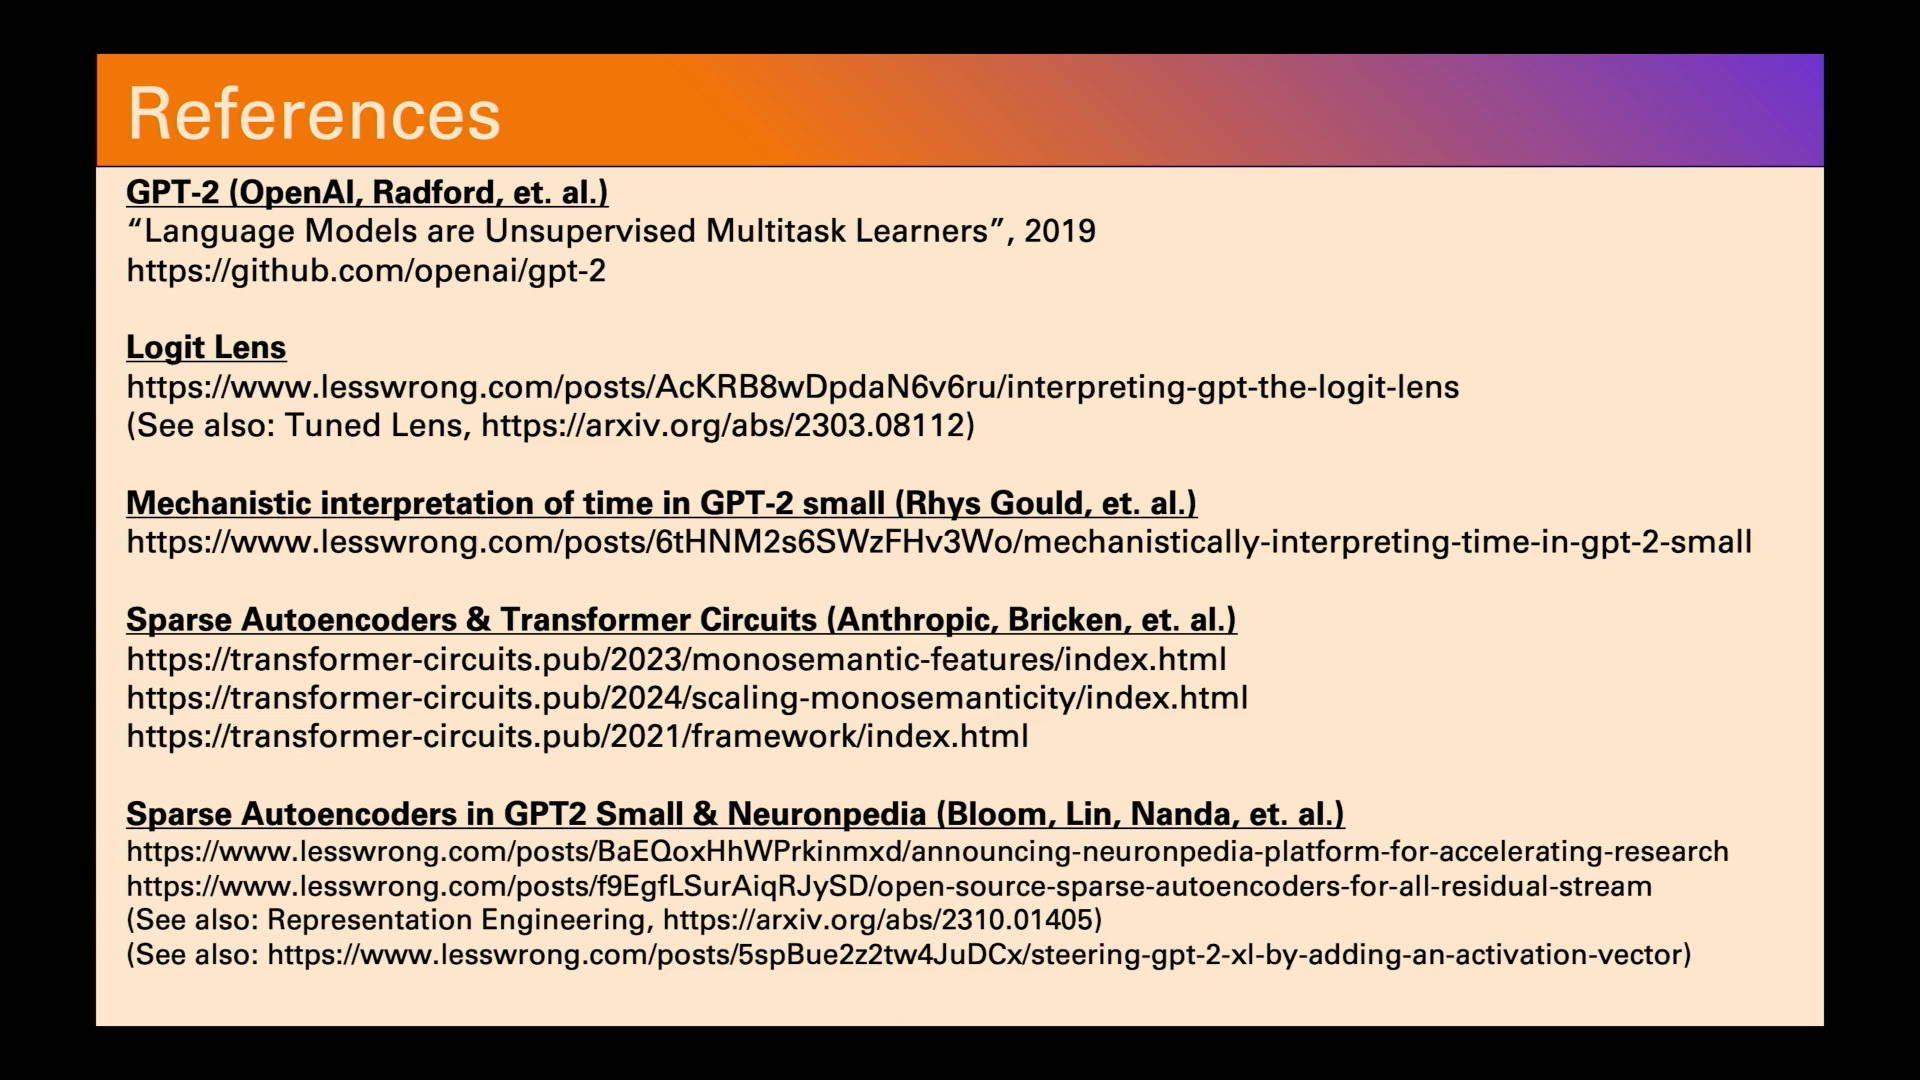 References
GPT-2 (OpenAI, Radford, et. al.)
“Language Models are Unsupervised Multitask Learners”, 2019
https://github.com/openai/gpt-2
Logit Lens
https://www.lesswrong.com/posts/AcKRB8wDpdaN6v6ru/interpreting-gpt-the-logit-lens
(See also: Tuned Lens, https://arxiv.org/abs/2303.08112)
Mechanistic interpretation of time in GPT-2 small (Rhys Gould, et. al.)
https://www.lesswrong.com/posts/6tHNM2s6SWzFHv3Wo/mechanistically-interpreting-time-in-gpt-2-small
Sparse Autoencoders & Transformer Circuits (Anthropic, Bricken, et. al.)
https://transformer-circuits.pub/2023/monosemantic-features/index.html
https://transformer-circuits.pub/2024/scaling-monosemanticity/index.html
https://transformer-circuits.pub/2021/framework/index.html
Sparse Autoencoders in GPT2 Small & Neuronpedia (Bloom, Lin, Nanda, et. al.)
https://www.lesswrong.com/posts/BaEQoxHhWPrkinmxd/announcing-neuronpedia-platform-for-accelerating-research
https://www.lesswrong.com/posts/f9EgfLSurAiqRJySD/open-source-sparse-autoencoders-for-all-residual-stream
(See also: Representation Engineering, https://arxiv.org/abs/2310.01405)
(See also: https://www.lesswrong.com/posts/5spBue2z2tw4JuDCx/steering-gpt-2-xl-by-adding-an-activation-vector)